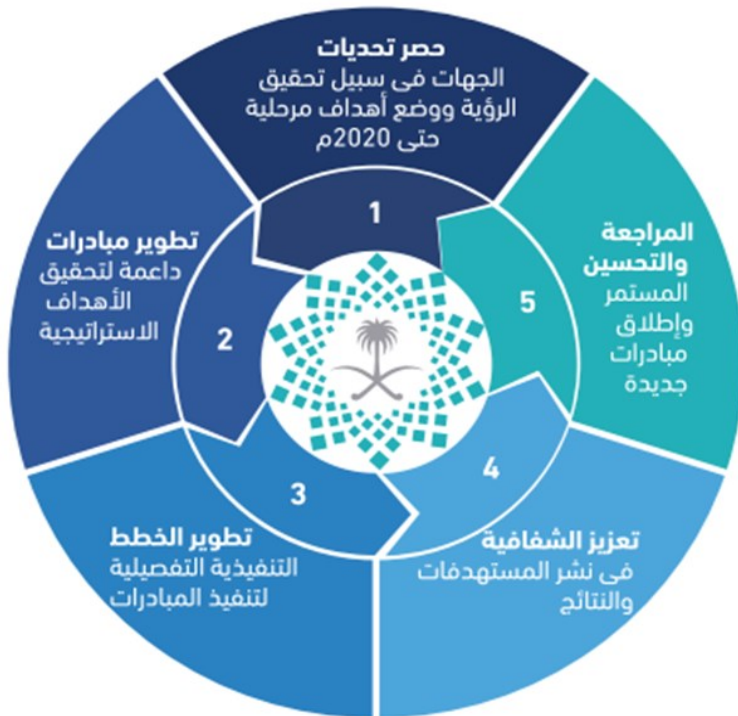 حصر تحديات
الجهات فى سبيل تحقيق
الرؤية ووضع أهداف مرحلية
حتى 2020م
1
تطوير مبادرات
داعمة لتحقيق
الأهداف
الاستراتيجية
2
تطوير الخطط
التنفيذية التفصيلية
لتنفيذ المبادرات
3
تعزيز الشفافية
فى نشر المستهدفات
والنتائج
4
المراجعة
والتحسين
المستمر
وإطلاق
مبادرات
جديدة
5